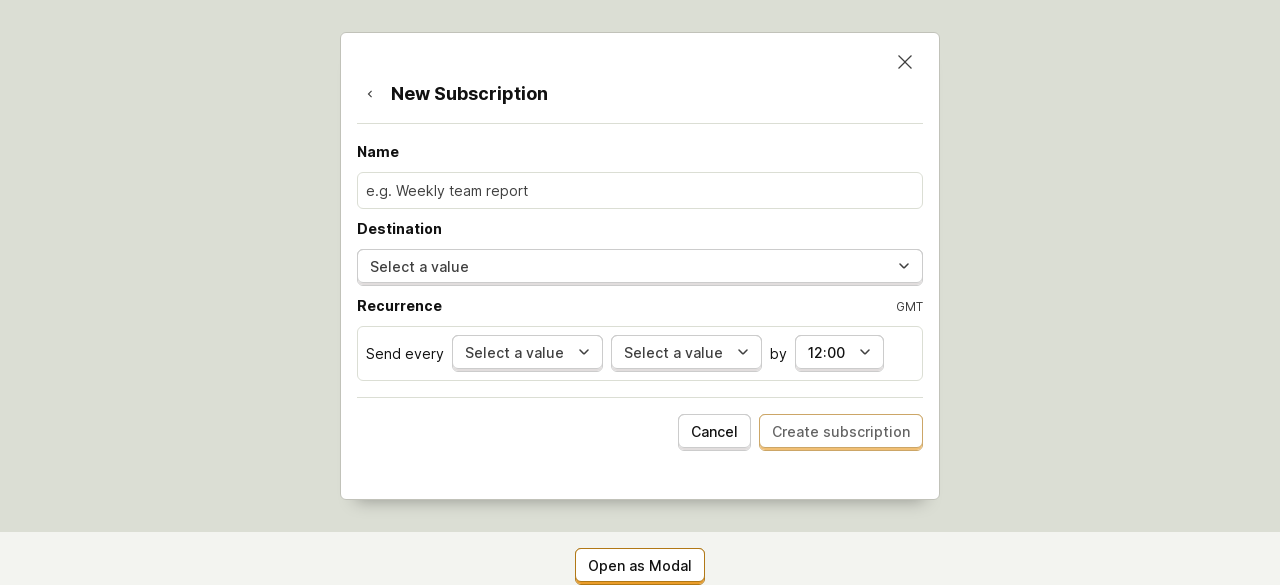 New Subscription
Name
e.g. Weekly team report
Destination
Select a value
Recurrence GMT
Send every Select a value Select a value by 12:00
Cancel Create subscription
Open as Modal